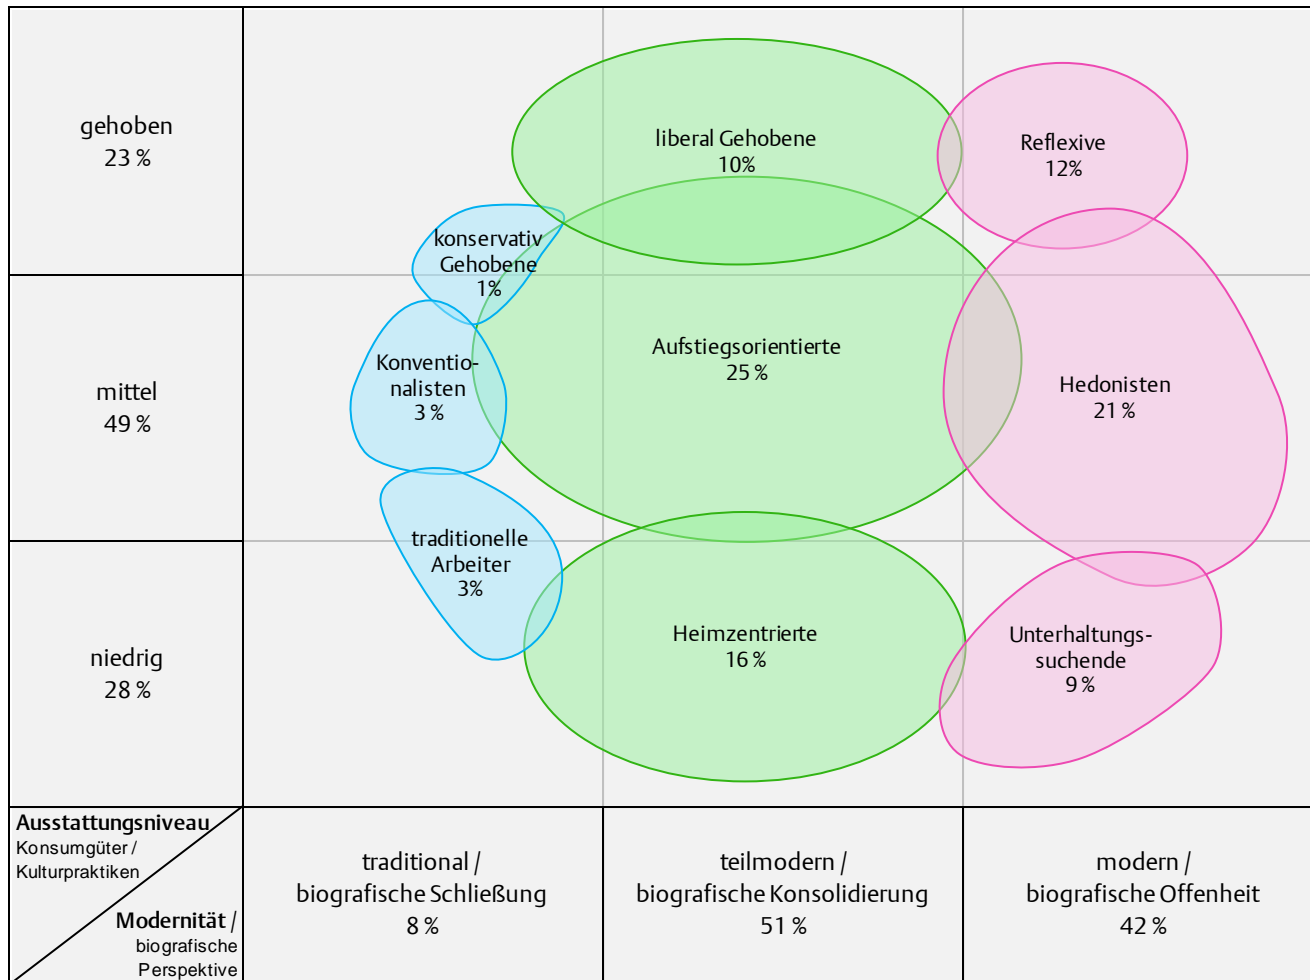 gehoben
23 %
liberal Gehobene
10%
Reflexive
12%
konservativ
Gehobene
1%
mittel
49 %
Konventio-
nalisten
3 %
Aufstiegsorientierte
25 %
Hedonisten
21 %
traditionelle
Arbeiter
3%
niedrig
28 %
Heimzentrierte
16 %
Unterhaltungs-
suchende
9 %
Ausstattungsniveau
Konsumgüter /
Kulturpraktiken
Modernität /
biografische
Perspektive
traditional /
biografische Schließung
8 %
teilmodern /
biografische Konsolidierung
51 %
modern /
biografische Offenheit
42 %